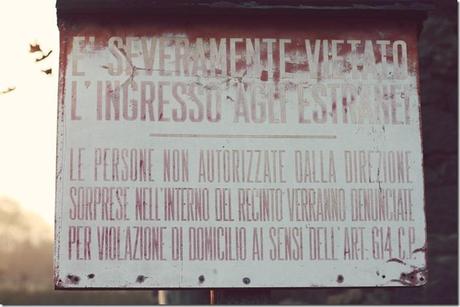 E' SEVERAMENTE VIETATO
L'INGRESSO AGLI ESTRANEI
LE PERSONE NON AUTORIZZATE DALLA DIREZIONE
SORPRESE NELL'INTERNO DEL RECINTO VERRANNO DENUNCIATE
PER VIOLAZIONE DI DOMICILIO AI SENSI DELL'ART. 614 C.P.